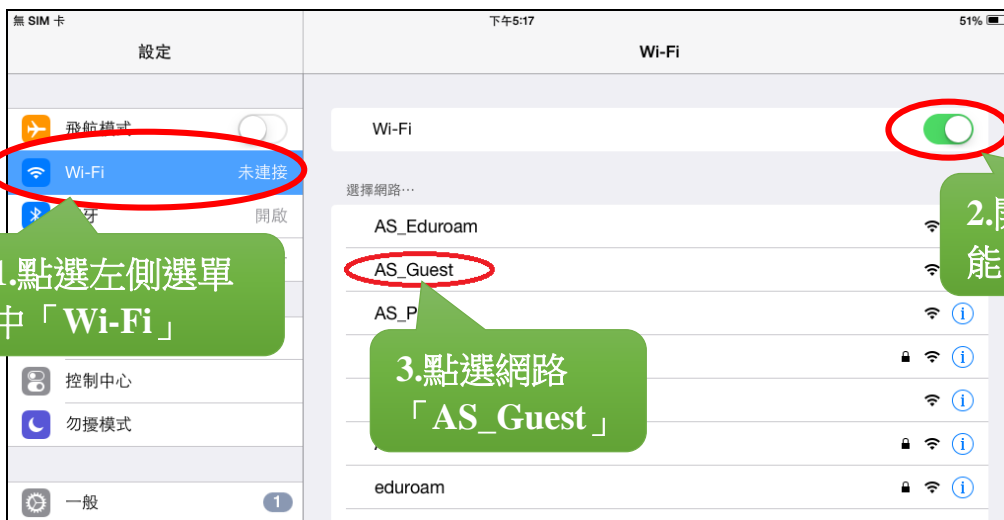 無 SIM 卡
下午5:17
51%
設定
Wi-Fi
飛航模式
Wi-Fi
未連接
牙
開啟
控制中心
勿擾模式
一般
1
Wi-Fi
選擇網路…
AS_Eduroam
AS_Guest
AS_P
eduroam
1.點選左側選單
中「Wi-Fi」
2.開
能
3.點選網路
「AS_Guest」